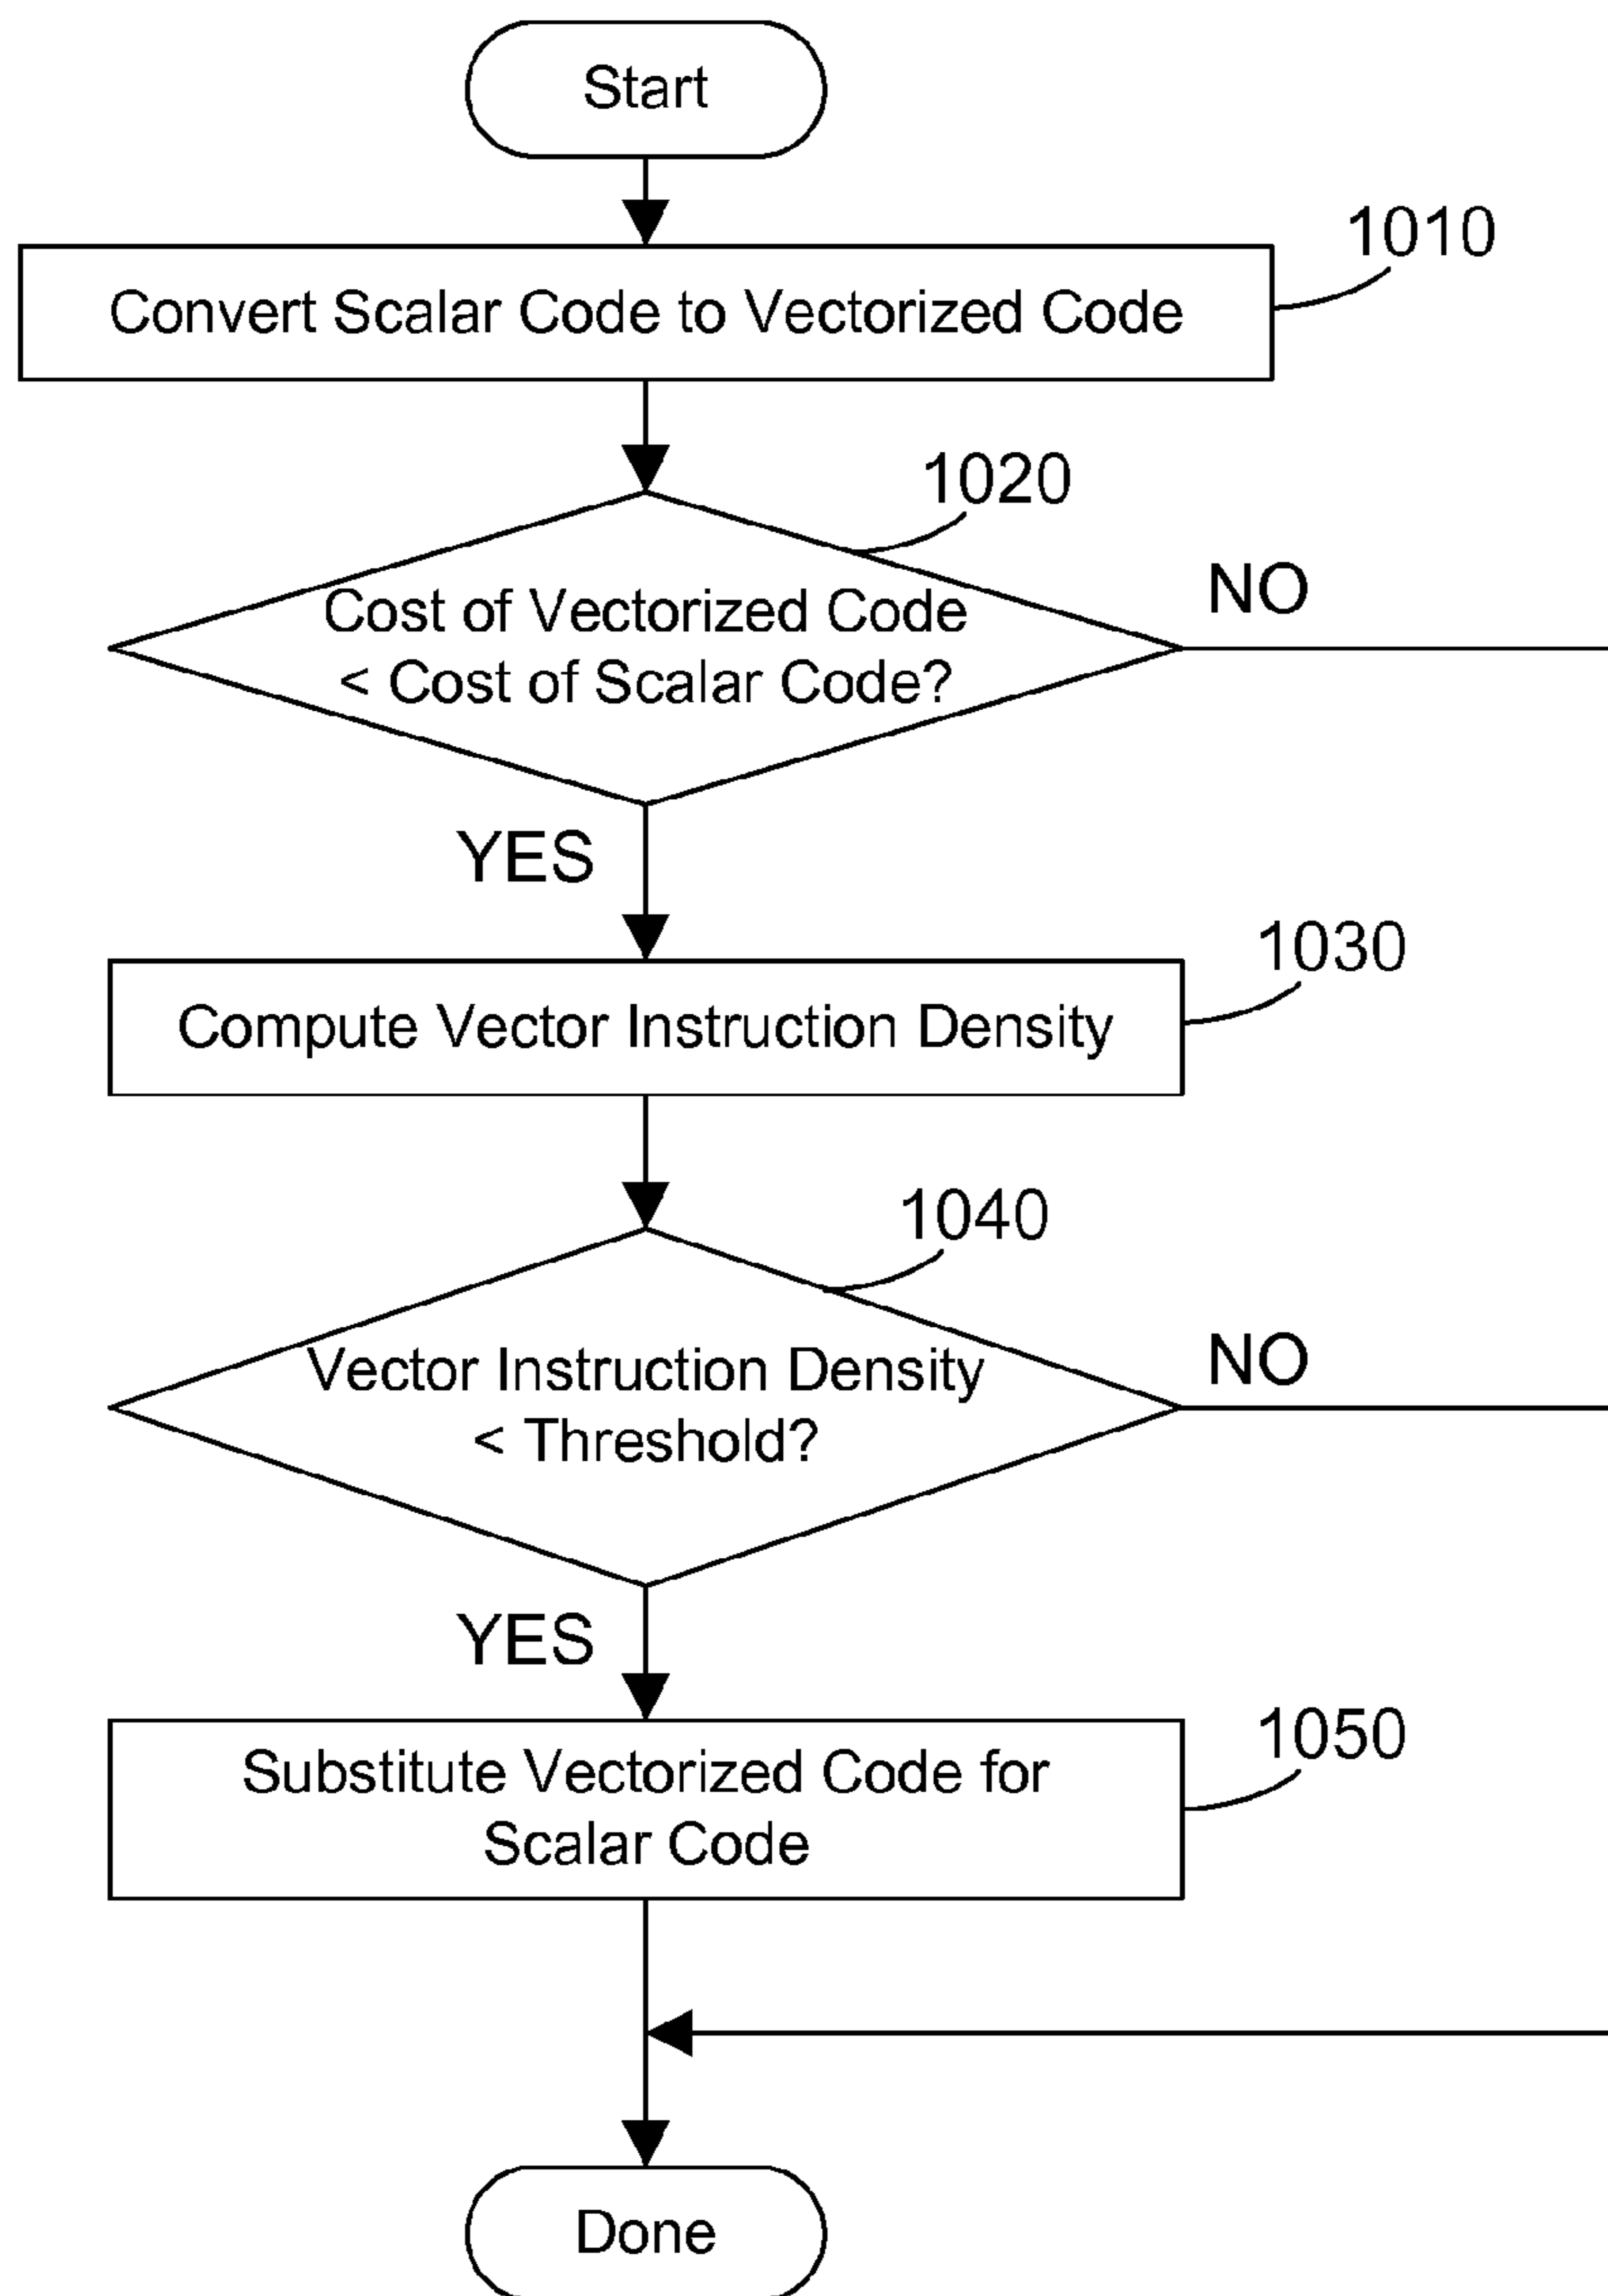 Start
1010
Convert Scalar Code to Vectorized Code
1020
NO
Cost of Vectorized Code
< Cost of Scalar Code?
YES
1030
Compute Vector Instruction Density
1040
NO
Vector Instruction Density
< Threshold?
YES
1050
Substitute Vectorized Code for
Scalar Code
Done